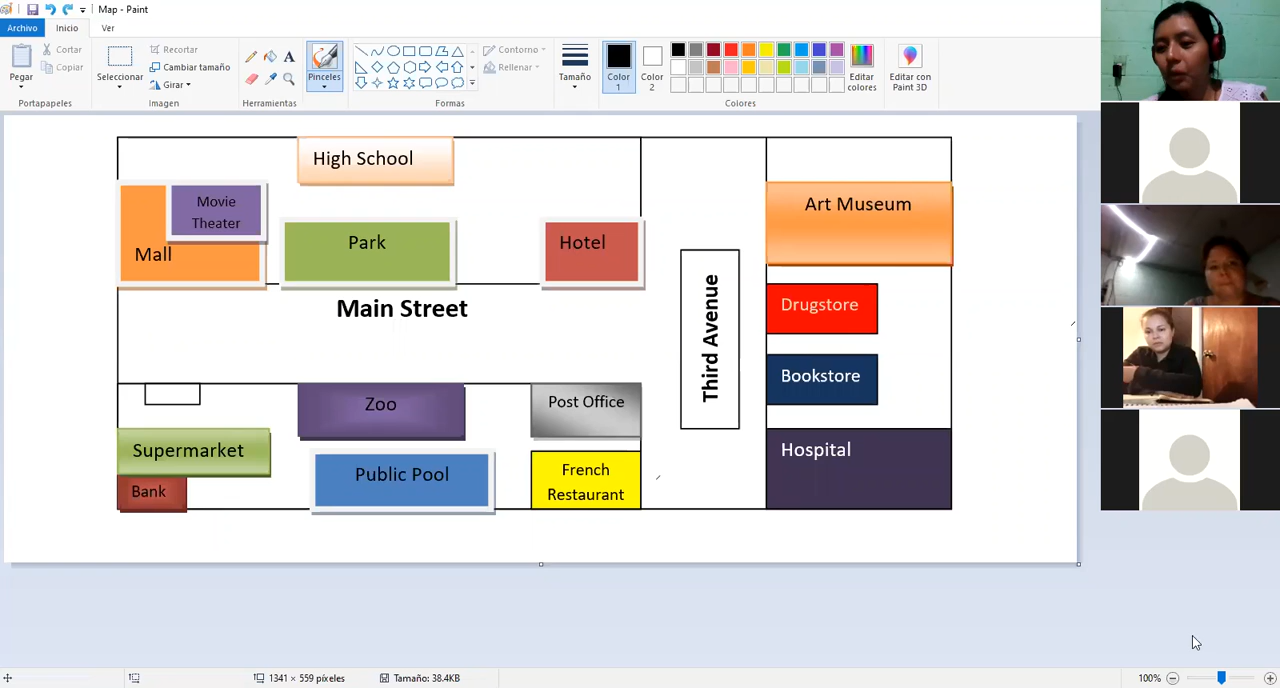 Map - Paint
Archivo Inicio Ver
Pegar
Cortar
Copiar
Portapapeles
Seleccionar
Recortar
Cambiar tamaño
Girar
Imagen
A
Herramientas
Pinceles
Contorno
Rellenar
Formas
Tamaño
Color 1
Color 2
Editar colores
Editar con Paint 3D
Colores
High School
Movie Theater
Mall
Park
Hotel
Art Museum
Main Street
Third Avenue
Drugstore
Bookstore
Zoo
Post Office
Supermarket
Hospital
Public Pool
French Restaurant
Bank
1341 × 559 píxeles
Tamaño: 38.4KB
100%